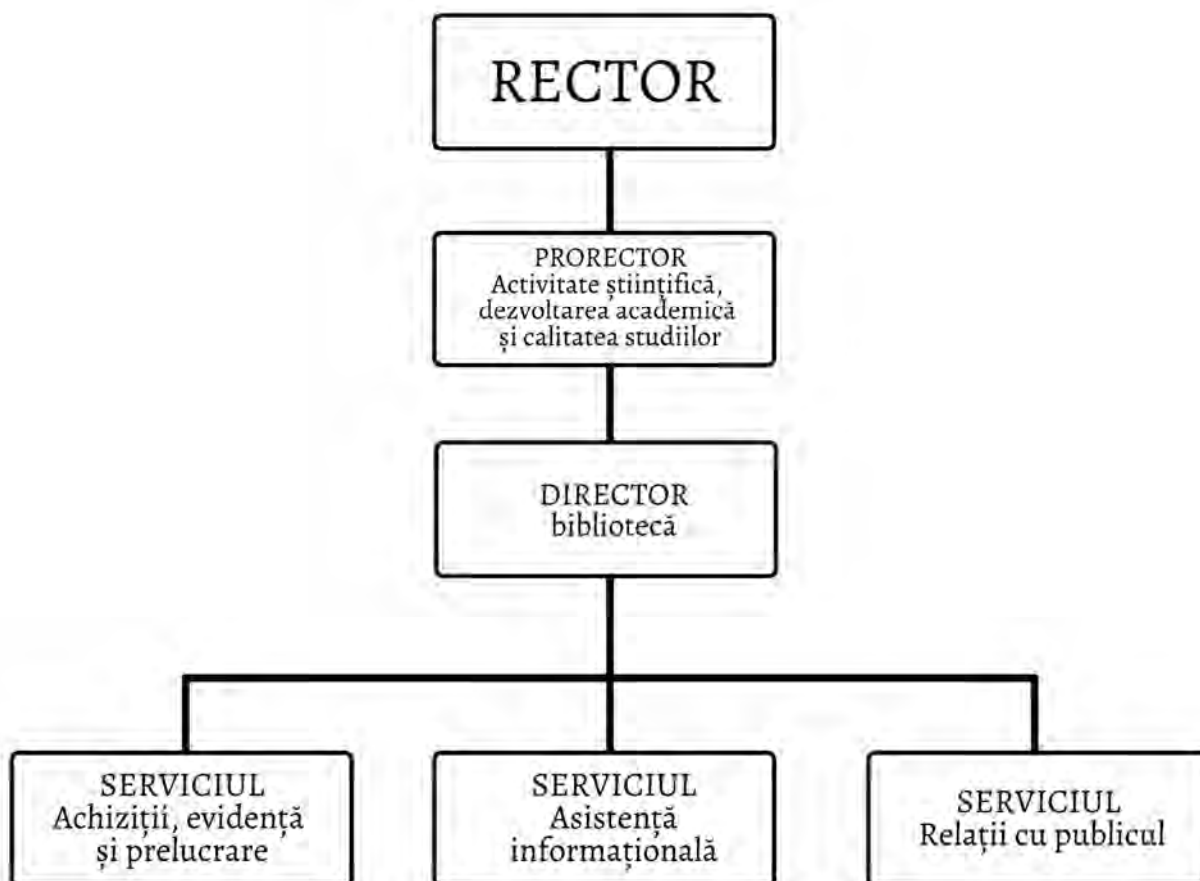 RECTOR
PRORECTOR
Activitate științifică,
dezvoltarea academică
și calitatea studiilor
DIRECTOR
bibliotecă
SERVICIUL
Achiziții, evidență
și prelucrare
SERVICIUL
Asistență
informațională
SERVICIUL
Relații cu publicul